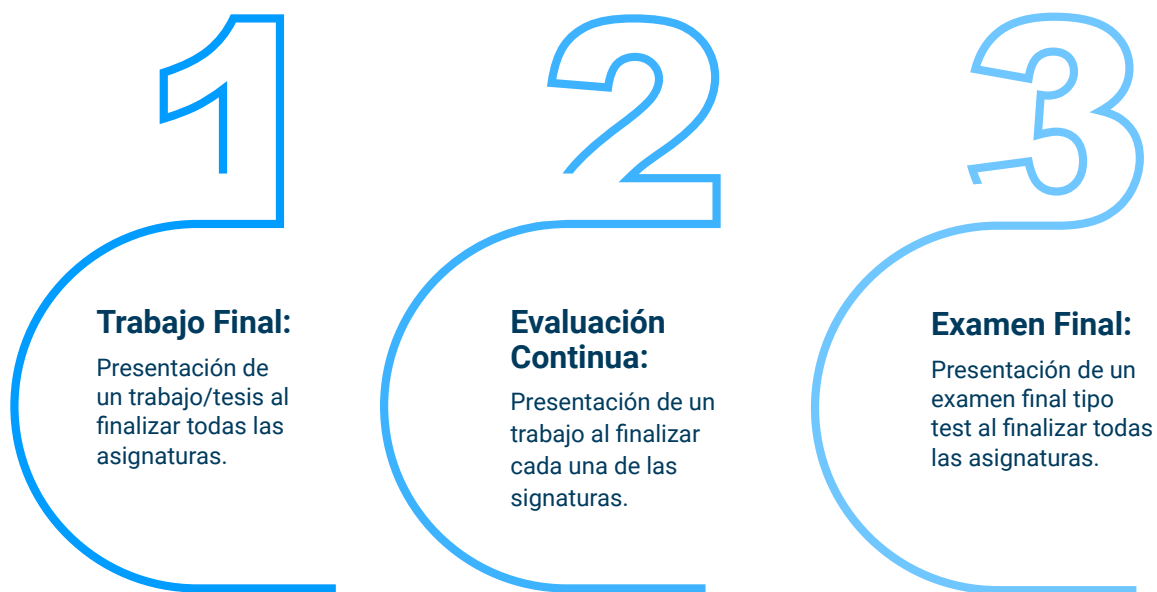 1
Trabajo Final:
Presentación de
un trabajo/tesis al
finalizar todas las
asignaturas.
2
Evaluación
Continua:
Presentación de un
trabajo al finalizar
cada una de las
signaturas.
3
Examen Final:
Presentación de un
examen final tipo
test al finalizar todas
las asignaturas.